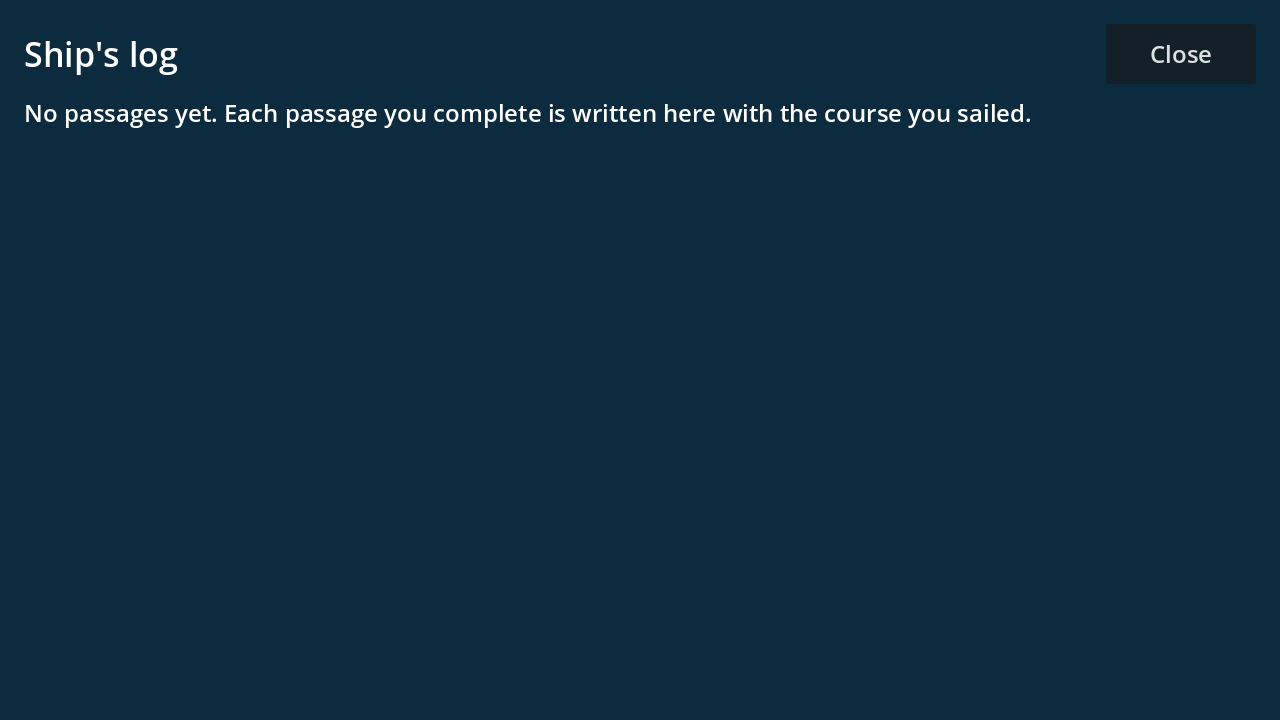 Ship's log
Close
No passages yet. Each passage you complete is written here with the course you sailed.